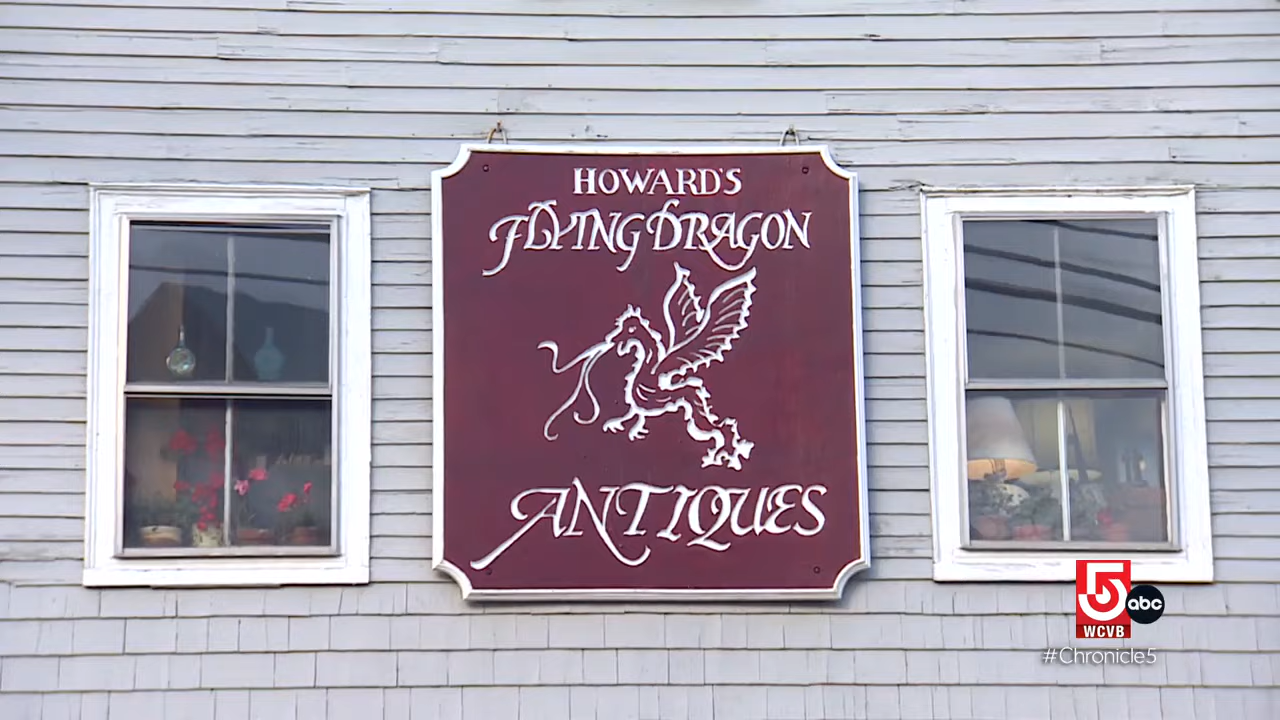 HOWARD'S
FLYING DRAGON
ANTIQUES
5
abc
WCVB
#Chronicle5